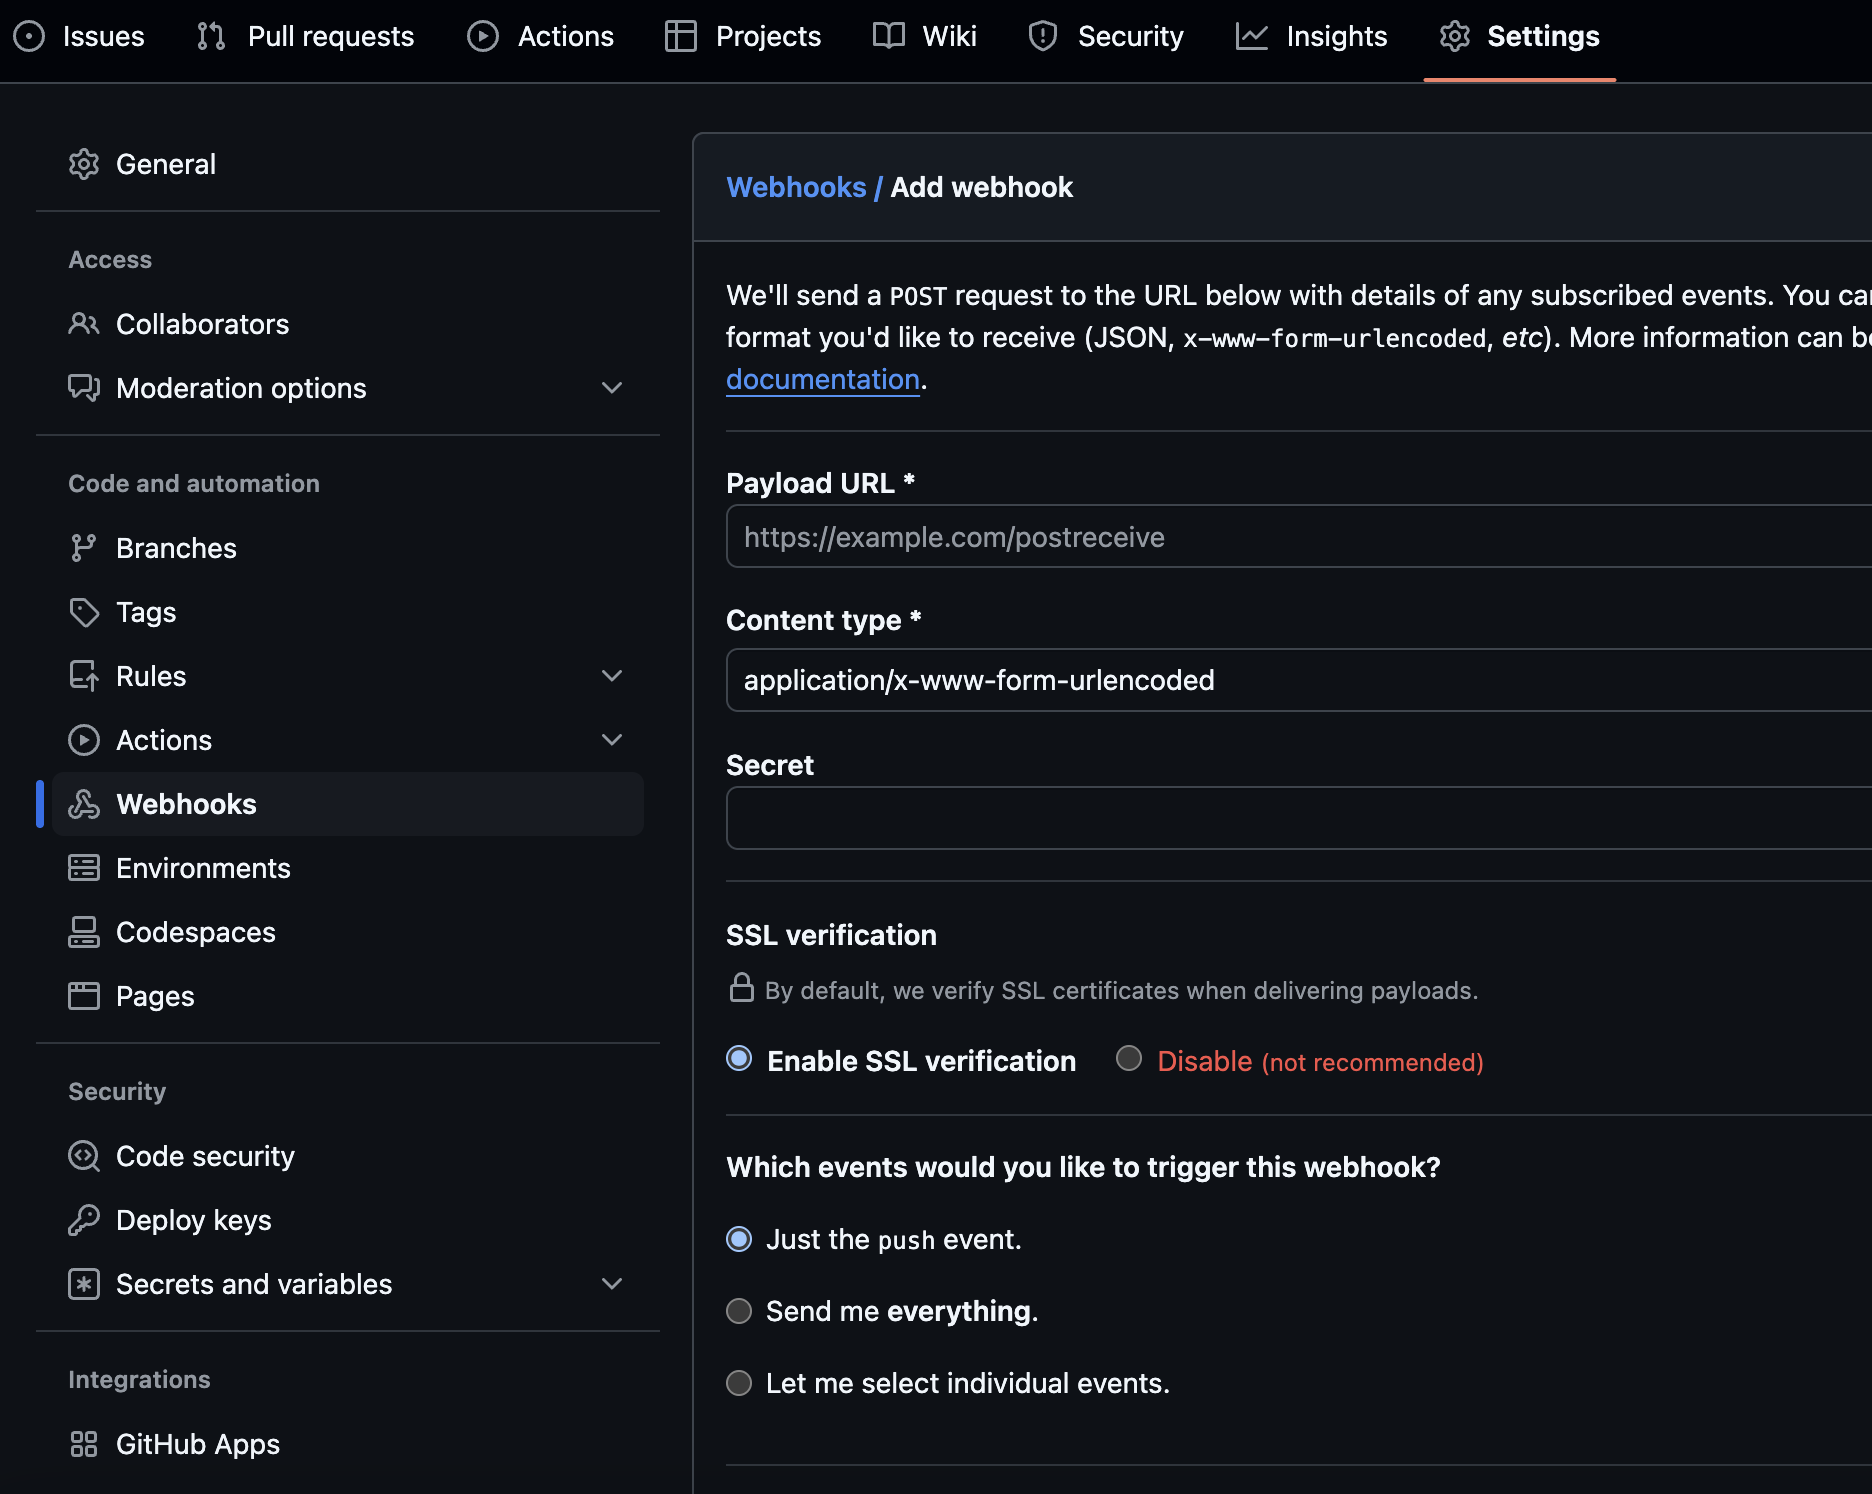 Issues
Pull requests
Actions
Projects
Wiki
Security
Insights
Settings
General
Access
Collaborators
Moderation options
Code and automation
Branches
Tags
Rules
Actions
Webhooks
Environments
Codespaces
Pages
Security
Code security
Deploy keys
Secrets and variables
Integrations
GitHub Apps
Webhooks / Add webhook
We'll send a POST request to the URL below with details of any subscribed events. You
format you'd like to receive (JSON, x-www-form-urlencoded, etc). More information can
documentation.
Payload URL *
https://example.com/postreceive
Content type *
application/x-www-form-urlencoded
Secret
SSL verification
By default, we verify SSL certificates when delivering payloads.
Enable SSL verification
Disable (not recommended)
Which events would you like to trigger this webhook?
Just the push event.
Send me everything.
Let me select individual events.